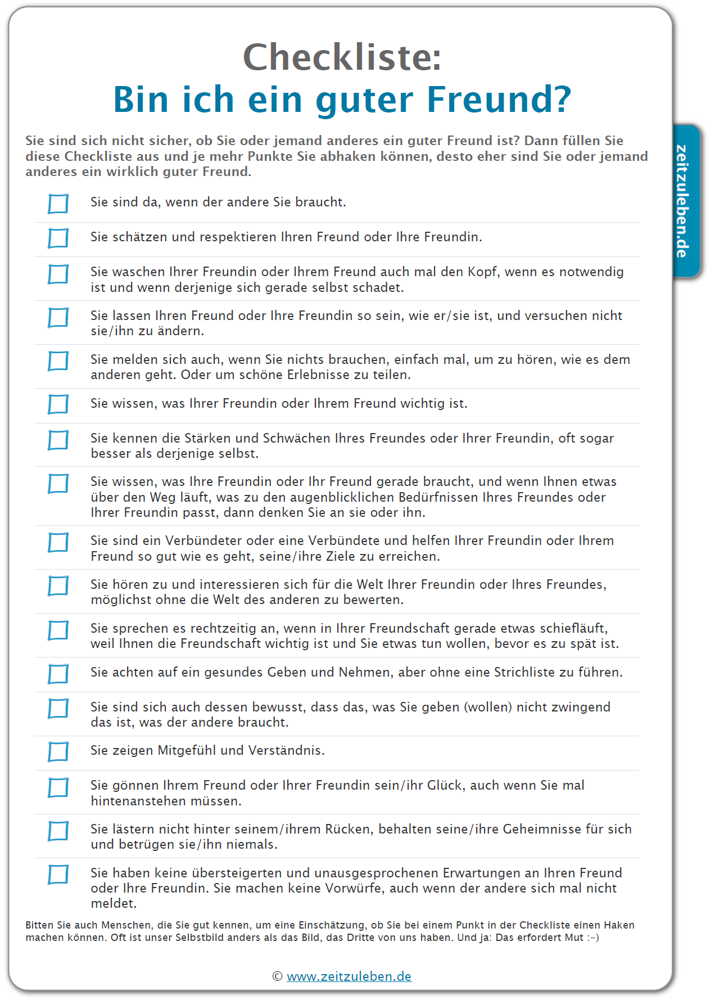 Checkliste:
Bin ich ein guter Freund?
Sie sind sich nicht sicher, ob Sie oder jemand anderes ein guter Freund ist? Dann füllen Sie
diese Checkliste aus und je mehr Punkte Sie abhaken können, desto eher sind Sie oder jemand
anderes ein wirklich guter Freund.
zeitzuleben.de
Sie sind da, wenn der andere Sie braucht.
Sie schätzen und respektieren Ihren Freund oder Ihre Freundin.
Sie waschen Ihrer Freundin oder Ihrem Freund auch mal den Kopf, wenn es notwendig
ist und wenn derjenige sich gerade selbst schadet.
Sie lassen Ihren Freund oder Ihre Freundin so sein, wie er/sie ist, und versuchen nicht
sie/ihn zu ändern.
Sie melden sich auch, wenn Sie nichts brauchen, einfach mal, um zu hören, wie es dem
anderen geht. Oder um schöne Erlebnisse zu teilen.
Sie wissen, was Ihrer Freundin oder Ihrem Freund wichtig ist.
Sie kennen die Stärken und Schwächen Ihres Freundes oder Ihrer Freundin, oft sogar
besser als derjenige selbst.
Sie wissen, was Ihre Freundin oder Ihr Freund gerade braucht, und wenn Ihnen etwas
über den Weg läuft, was zu den augenblicklichen Bedürfnissen Ihres Freundes oder
Ihrer Freundin passt, dann denken Sie an sie oder ihn.
Sie sind ein Verbündeter oder eine Verbündete und helfen Ihrer Freundin oder Ihrem
Freund so gut wie es geht, seine/ihre Ziele zu erreichen.
Sie hören zu und interessieren sich für die Welt Ihrer Freundin oder Ihres Freundes,
möglichst ohne die Welt des anderen zu bewerten.
Sie sprechen es rechtzeitig an, wenn in Ihrer Freundschaft gerade etwas schiefläuft,
weil Ihnen die Freundschaft wichtig ist und Sie etwas tun wollen, bevor es zu spät ist.
Sie achten auf ein gesundes Geben und Nehmen, aber ohne eine Strichliste zu führen.
Sie sind sich auch dessen bewusst, dass das, was Sie geben (wollen) nicht zwingend
das ist, was der andere braucht.
Sie zeigen Mitgefühl und Verständnis.
Sie gönnen Ihrem Freund oder Ihrer Freundin sein/ihr Glück, auch wenn Sie mal
hintenanstehen müssen.
Sie lästern nicht hinter seinem/ihrem Rücken, behalten seine/ihre Geheimnisse für sich
und betrügen sie/ihn niemals.
Sie haben keine übersteigerten und unausgesprochenen Erwartungen an Ihren Freund
oder Ihre Freundin. Sie machen keine Vorwürfe, auch wenn der andere sich mal nicht
meldet.
Bitten Sie auch Menschen, die Sie gut kennen, um eine Einschätzung, ob Sie bei einem Punkt in der Checkliste einen Haken
machen können. Oft ist unser Selbstbild anders als das Bild, das Dritte von uns haben. Und ja: Das erfordert Mut :-)
© www.zeitzuleben.de